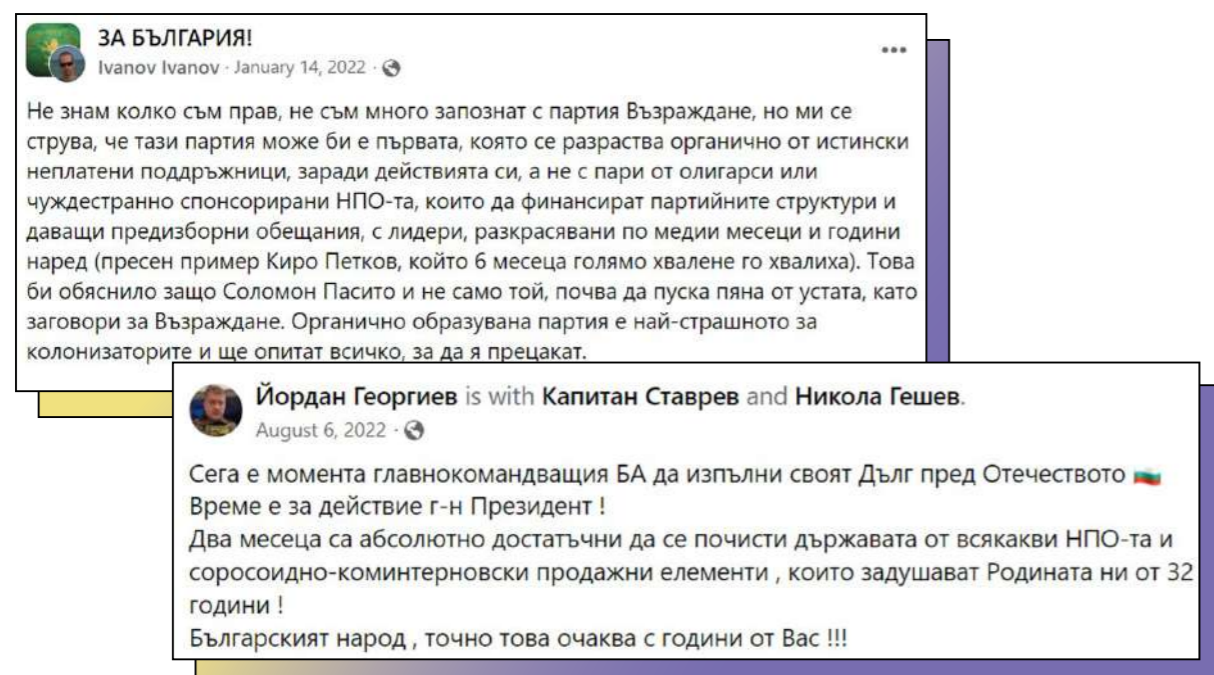 ЗА БЪЛГАРИЯ!
Ivanov Ivanov · January 14, 2022 ·
Не знам колко съм прав, не съм много запознат с партия Възраждане, но ми се
струва, че тази партия може би е първата, която се разраства органично от истински
неплатени поддръжници, заради действията си, а не с пари от олигарси или
чуждестранно спонсорирани НПО-та, които да финансират партийните структури и
даващи предизборни обещания, с лидери, разкрасявани по медии месеци и години
наред (пресен пример Киро Петков, който 6 месеца голямо хвалене го хвалиха). Това
би обяснило защо Соломон Пасито и не само той, почва да пуска пяна от устата, като
заговори за Възраждане. Органично образувана партия е най-страшното за
колонизаторите и ще опитат всичко, за да я прецакат.
Йордан Георгиев is with Капитан Ставрев and Никола Гешев.
August 6, 2022 ·
Сега е момента главнокомандващия БА да изпълни своят Дълг пред Отечеството 🇧🇬
Време е за действие г-н Президент !
Два месеца са абсолютно достатъчни да се почисти държавата от всякакви НПО-та и
соросоидно-коминтерновски продажни елементи , които задушават Родината ни от 32
години !
Българският народ , точно това очаква с години от Вас !!!